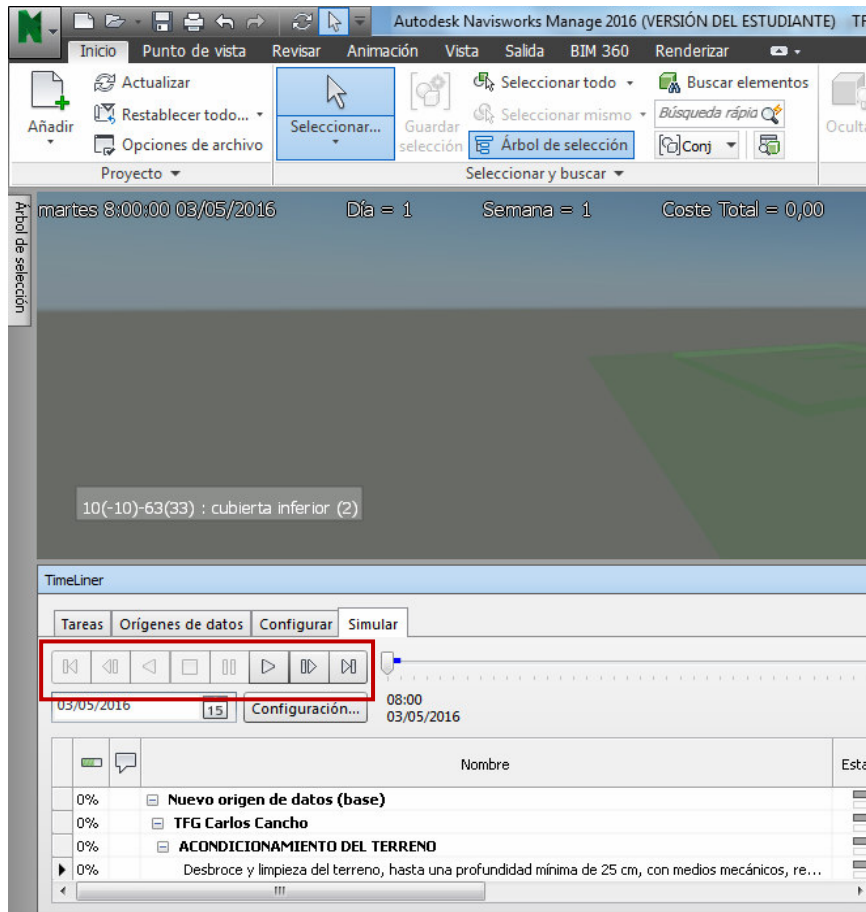 Autodesk Navisworks Manage 2016 (VERSIÓN DEL ESTUDIANTE)
Inicio Punto de vista Revisar Animación Vista Salida BIM 360 Renderizar
Actualizar Seleccionar todo Buscar elementos
Restablecer todo... Seleccionar mismo Búsqueda rápida
Añadir Seleccionar... Guardar selección
Opciones de archivo Árbol de selección Conj
Proyecto Seleccionar y buscar
Árbol de selección
martes 8:00:00 03/05/2016 Día = 1 Semana = 1 Coste Total = 0,00
10(-10)-63(33) : cubierta inferior (2)
TimeLiner
Tareas Orígenes de datos Configurar Simular
03/05/2016 15 Configuración... 08:00
03/05/2016
Nombre
0% Nuevo origen de datos (base)
0% TFG Carlos Cancho
0% ACONDICIONAMIENTO DEL TERRENO
0% Desbroce y limpieza del terreno, hasta una profundidad mínima de 25 cm, con medios mecánicos, re...